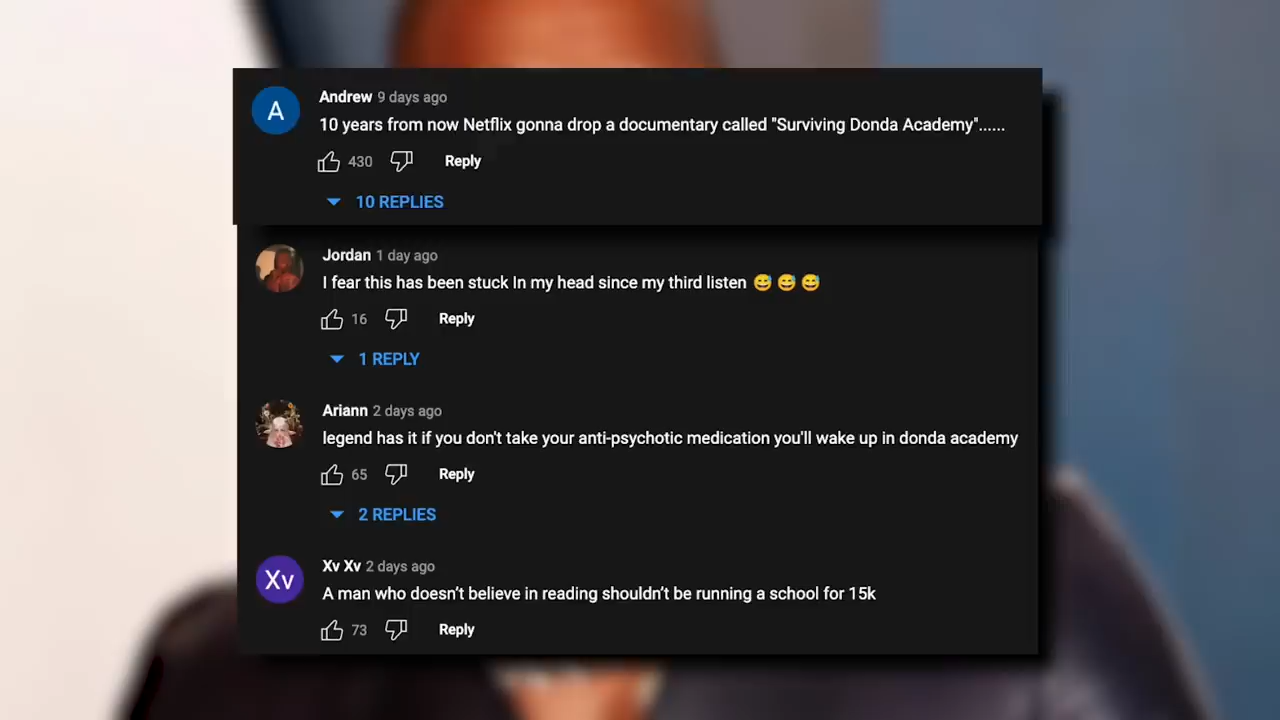 A
Andrew 9 days ago
10 years from now Netflix gonna drop a documentary called "Surviving Donda Academy"......
430 Reply
10 REPLIES
Jordan 1 day ago
I fear this has been stuck In my head since my third listen 😅 😅 😅
16 Reply
1 REPLY
Ariann 2 days ago
legend has it if you don't take your anti-psychotic medication you'll wake up in donda academy
65 Reply
2 REPLIES
Xv
Xv Xv 2 days ago
A man who doesn’t believe in reading shouldn’t be running a school for 15k
73 Reply